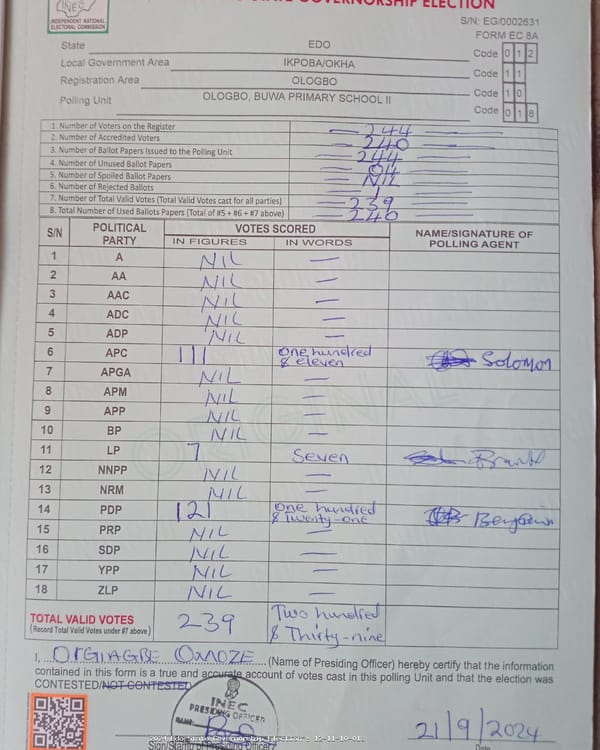 INEC
INDEPENDENT NATIONAL
ELECTORAL COMMISSION
STATE GOVERNORSHIP ELECTION
S/N: EG/0002631
FORM EC 8A
State EDO Code 0 1 2
Local Government Area IKPOBA/OKHA Code 1 1
Registration Area OLOGBO Code 1 0
Polling Unit OLOGBO, BUWA PRIMARY SCHOOL II Code 0 1 8
1. Number of Voters on the Register 244
2. Number of Accredited Voters 240
3. Number of Ballot Papers Issued to the Polling Unit 244
4. Number of Unused Ballot Papers 04
5. Number of Spoiled Ballot Papers NIL
6. Number of Rejected Ballots 1
7. Number of Total Valid Votes (Total Valid Votes cast for all parties) 239
8. Total Number of Used Ballots Papers (Total of #5 + #6 + #7 above) 240
S/N POLITICAL PARTY VOTES SCORED NAME/SIGNATURE OF POLLING AGENT
IN FIGURES IN WORDS
1 A NIL —
2 AA NIL —
3 AAC NIL —
4 ADC NIL —
5 ADP NIL —
6 APC 111 One hundred & eleven Solomon
7 APGA NIL —
8 APM NIL —
9 APP NIL —
10 BP NIL —
11 LP 7 Seven
12 NNPP NIL —
13 NRM NIL —
14 PDP 121 One hundred & Twenty-one Benjamin
15 PRP NIL —
16 SDP NIL —
17 YPP NIL —
18 ZLP NIL —
TOTAL VALID VOTES 239 Two hundred & Thirty-nine
(Record Total Valid Votes under #7 above)
I, OMOZE (Name of Presiding Officer) hereby certify that the information
contained in this form is a true and accurate account of votes cast in this polling Unit and that the election was
CONTESTED/NOT CONTESTED
INEC
PRESIDING OFFICER
21/9/2024
Date
ORIGINAL